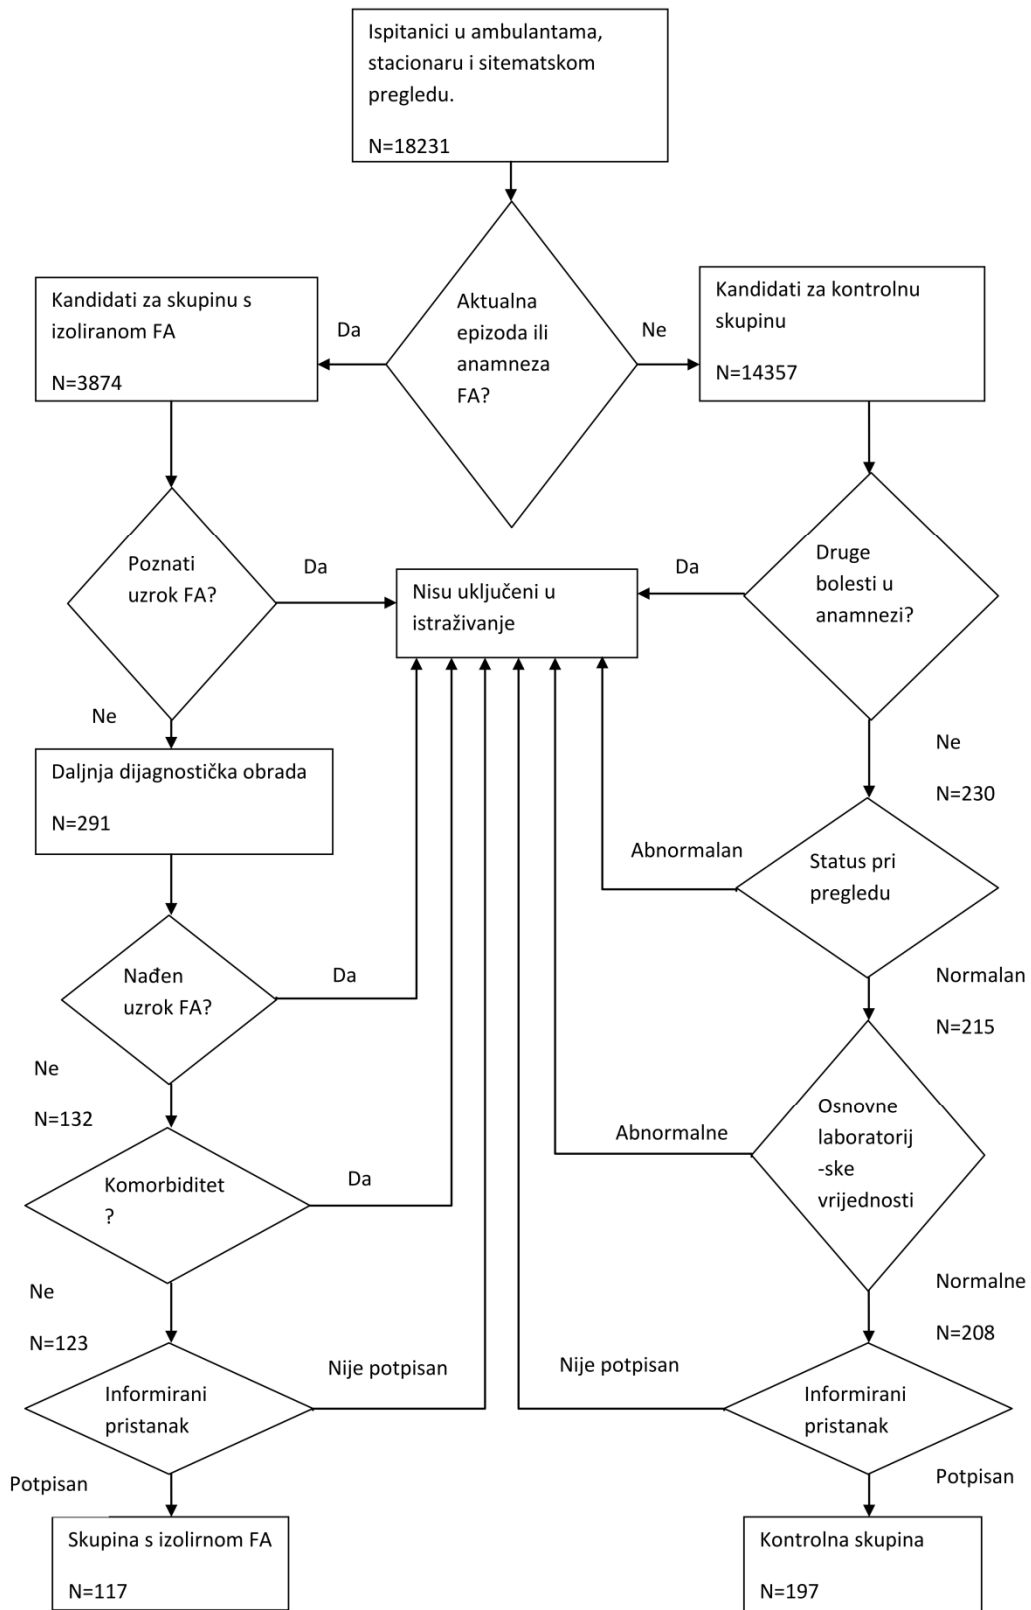 Ispitanici u ambulantama,
stacionaru i sitematskom
pregledu.
N=18231
Aktualna
epizoda ili
anamneza
FA?
Da
Ne
Kandidati za skupinu s
izoliranom FA
N=3874
Kandidati za kontrolnu
skupinu
N=14357
Poznati
uzrok FA?
Da
Nisu uključeni u
istraživanje
Da
Druge
bolesti u
anamnezi?
Ne
Ne
N=230
Daljnja dijagnostička obrada
N=291
Abnormalan
Status pri
pregledu
Nađen
uzrok FA?
Da
Normalan
N=215
Ne
N=132
Abnormalne
Osnovne
laboratorij
-ske
vrijednosti
Komorbiditet
?
Da
Ne
N=123
Normalne
N=208
Informirani
pristanak
Nije potpisan
Nije potpisan
Informirani
pristanak
Potpisan
Potpisan
Skupina s izolirnom FA
N=117
Kontrolna skupina
N=197